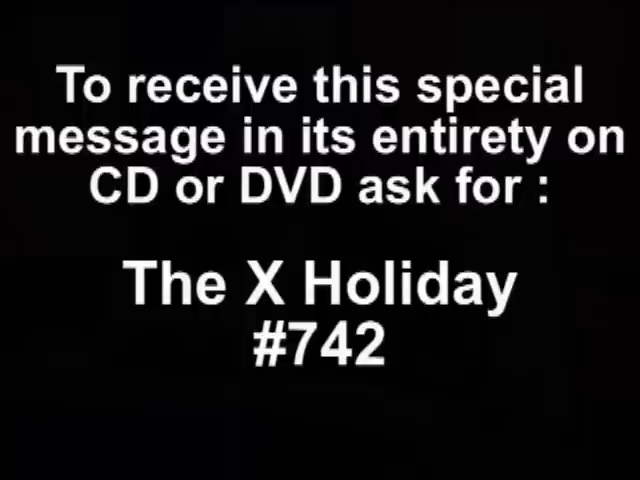 To receive this special
message in its entirety on
CD or DVD ask for :
The X Holiday
#742